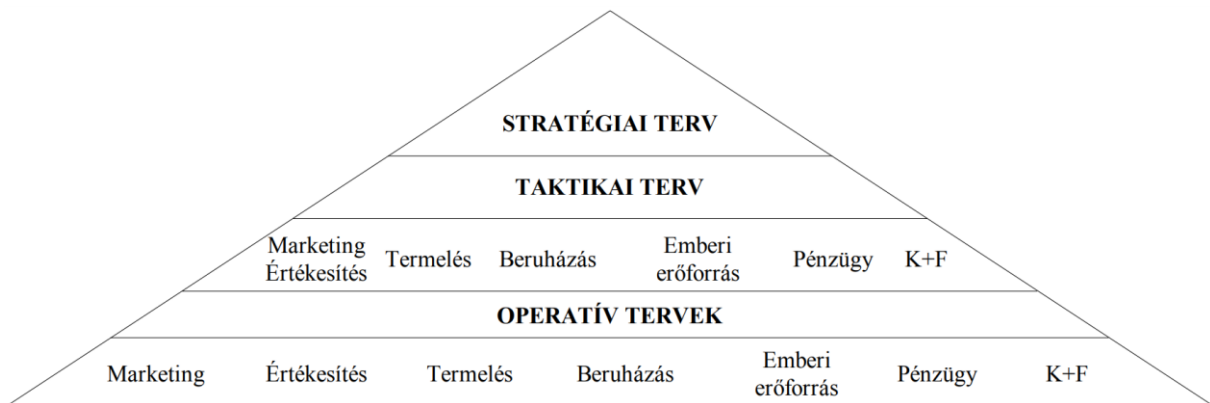 STRATÉGIAI TERV
TAKTIKAI TERV
Marketing
Értékesítés
Termelés
Beruházás
Emberi
erőforrás
Pénzügy
K+F
OPERATÍV TERVEK
Marketing
Értékesítés
Termelés
Beruházás
Emberi
erőforrás
Pénzügy
K+F